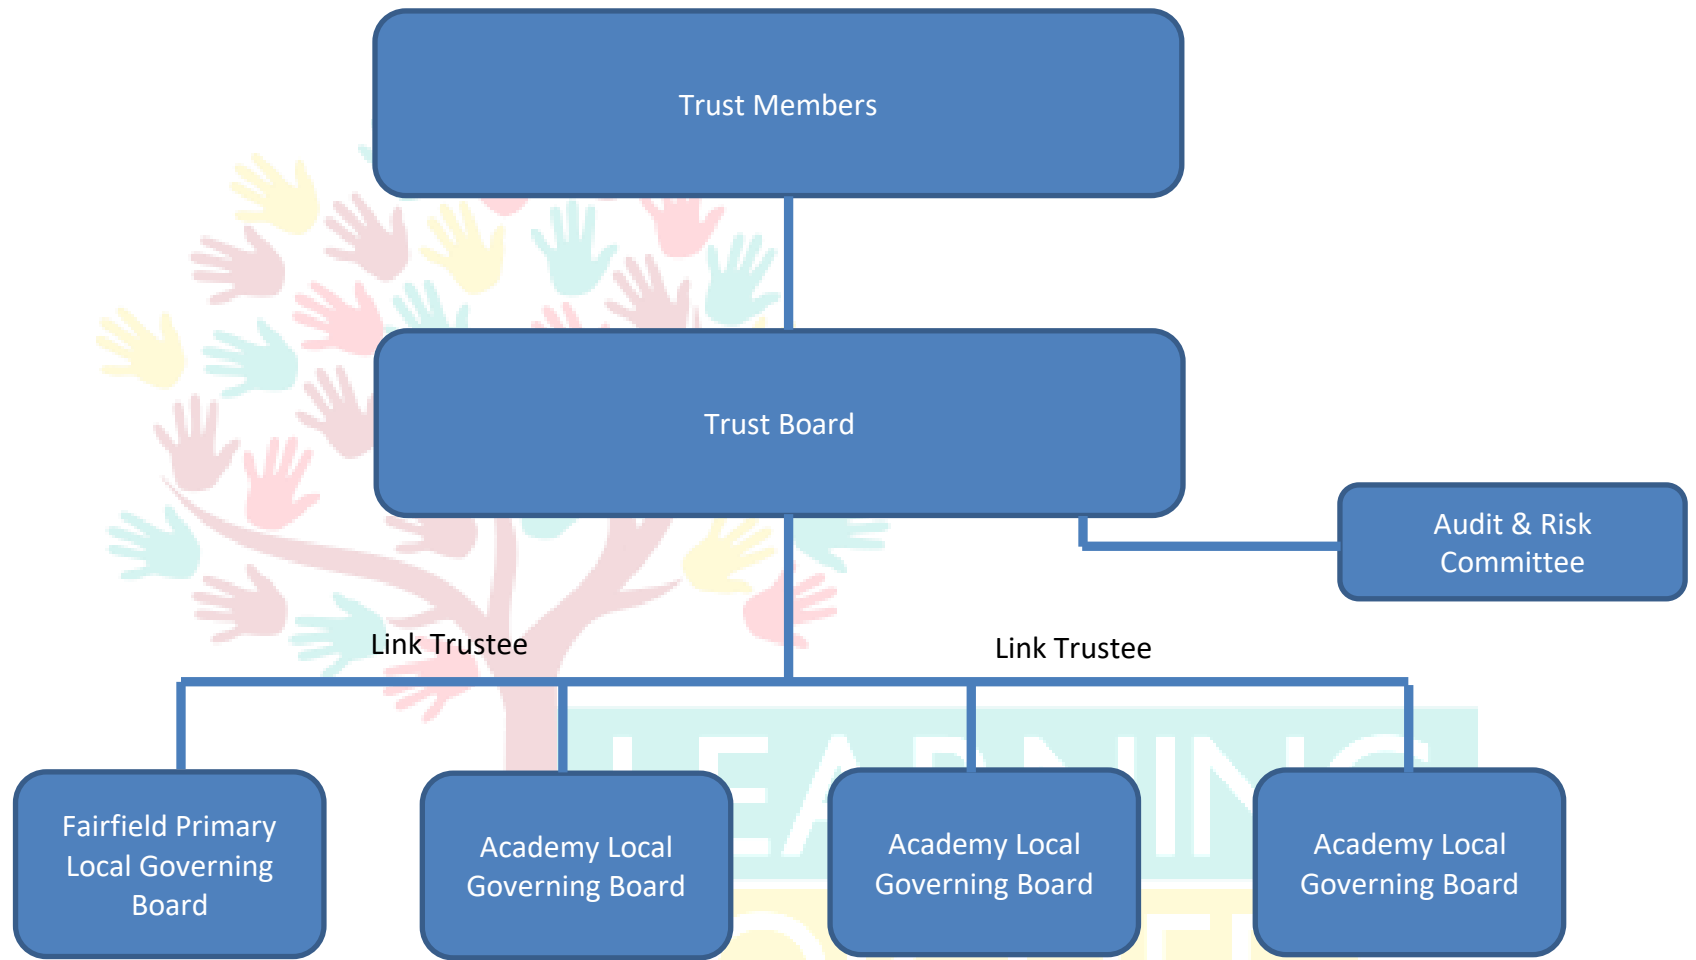 Trust Members
Trust Board
Audit & Risk
Committee
Link Trustee
Link Trustee
LEARNING
Fairfield Primary
Local Governing
Board
Academy Local
Governing Board
Academy Local
Governing Board
Academy Local
Governing Board